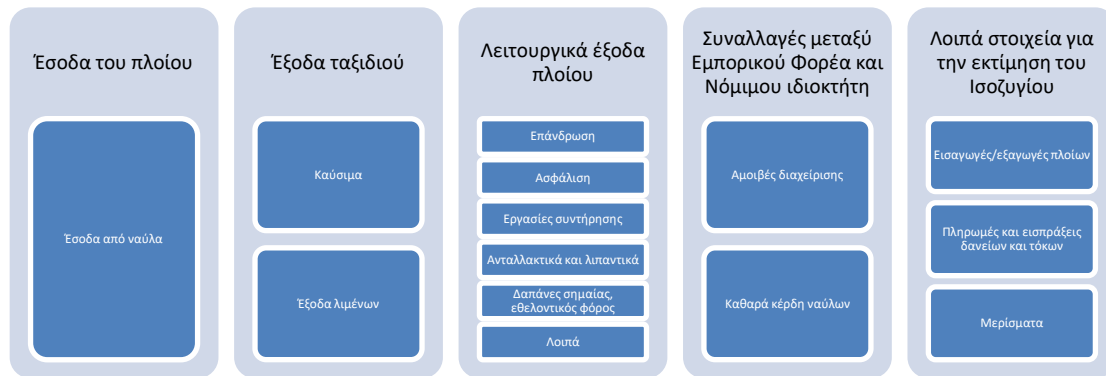 Έσοδα του πλοίου
Έσοδα από ναύλα
Έξοδα ταξιδιού
Καύσιμα
Έξοδα λιμένων
Λειτουργικά έξοδα
πλοίου
Επάνδρωση
Ασφάλιση
Εργασίες συντήρησης
Ανταλλακτικά και λιπαντικά
Δαπάνες σημαίας,
εθελοντικός φόρος
Λοιπά
Συναλλαγές μεταξύ
Εμπορικού Φορέα και
Νόμιμου ιδιοκτήτη
Αμοιβές διαχείρισης
Καθαρά κέρδη ναύλων
Λοιπά στοιχεία για
την εκτίμηση του
Ισοζυγίου
Εισαγωγές/εξαγωγές πλοίων
Πληρωμές και εισπράξεις
δανείων και τόκων
Μερίσματα